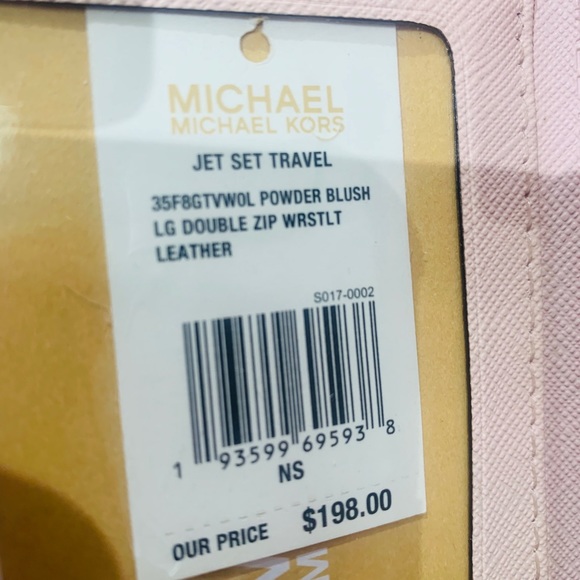 MICHAEL
MICHAEL KORS
JET SET TRAVEL
35F8GTVW0L POWDER BLUSH
LG DOUBLE ZIP WRSTLT
LEATHER
S017-0002
1 93599 69593 8
NS
OUR PRICE $198.00